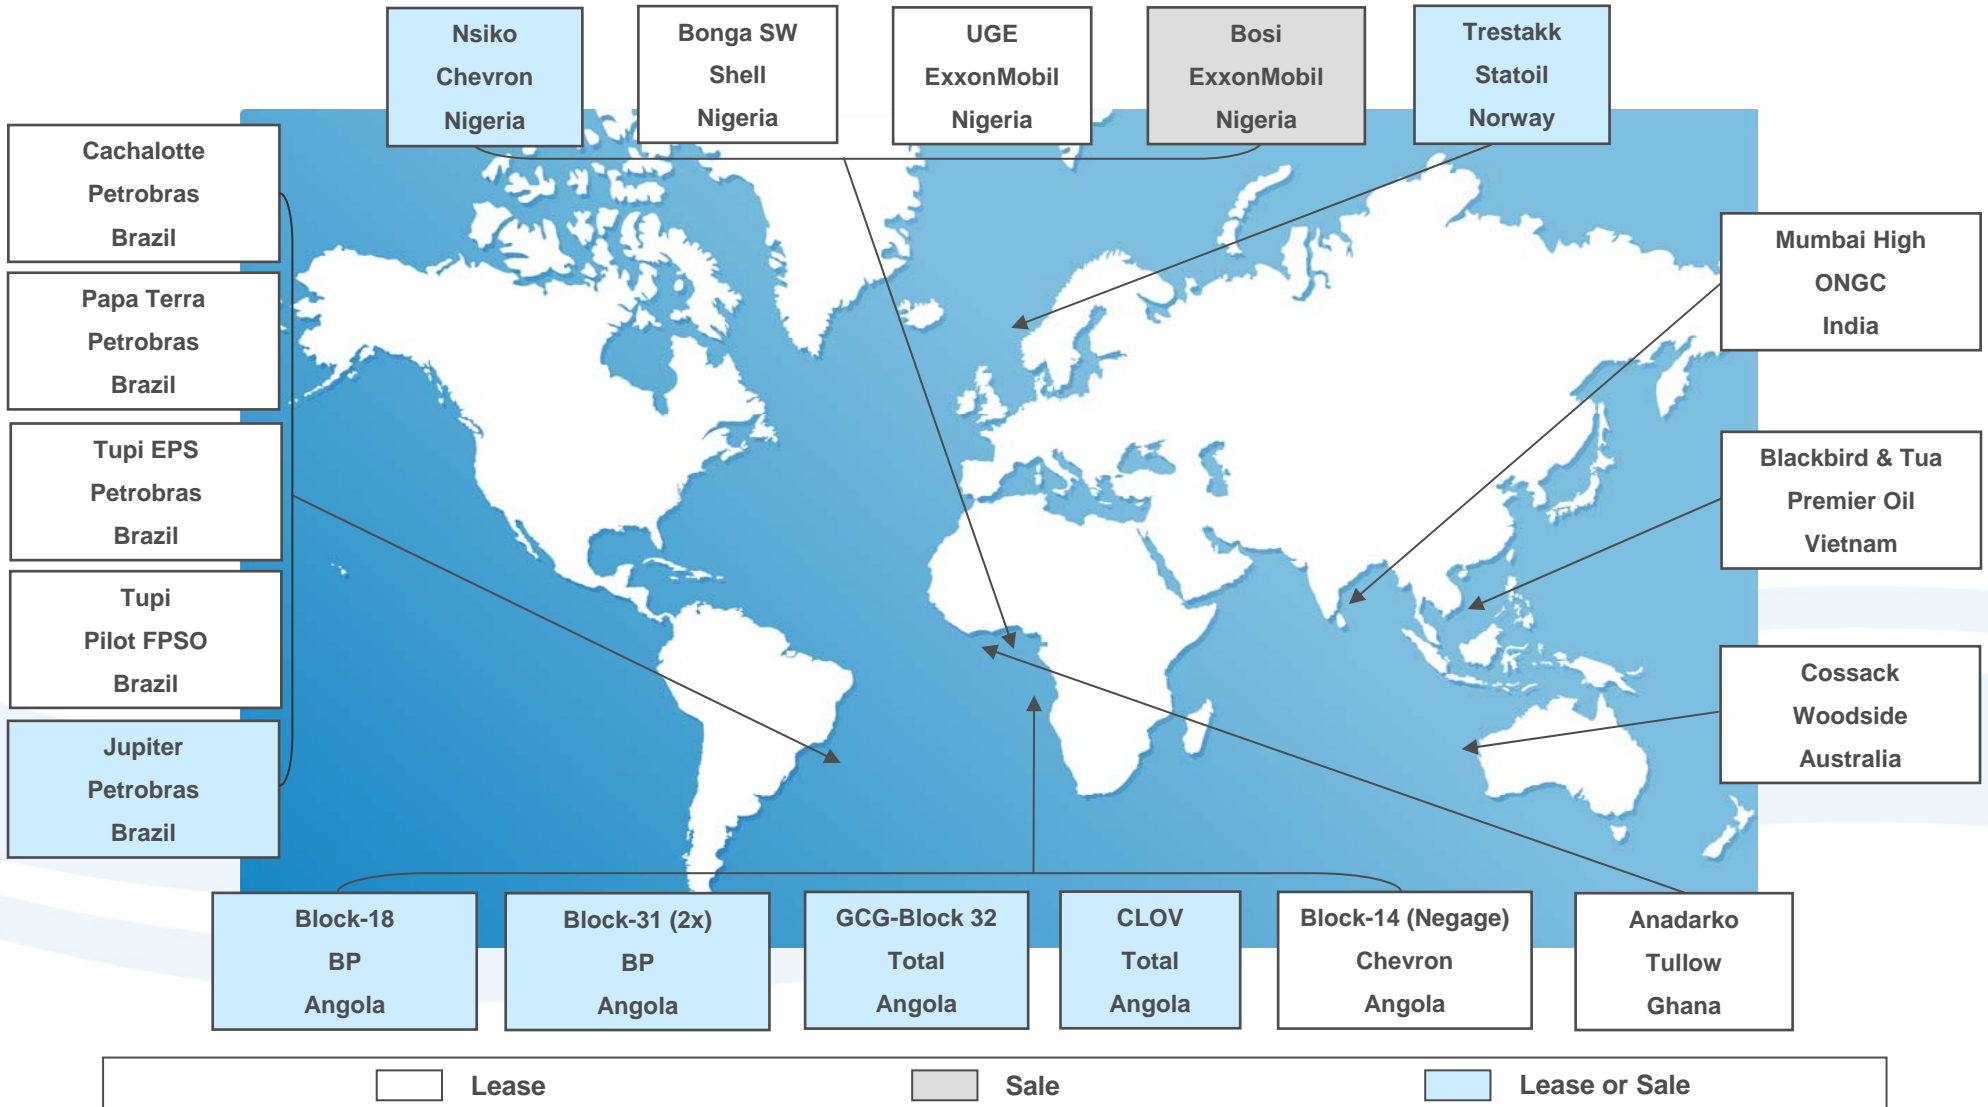 Nsiko
Chevron
Nigeria
Bonga SW
Shell
Nigeria
UGE
ExxonMobil
Nigeria
Bosi
ExxonMobil
Nigeria
Trestakk
Statoil
Norway
Cachalotte
Petrobras
Brazil
Papa Terra
Petrobras
Brazil
Tupi EPS
Petrobras
Brazil
Tupi
Pilot FPSO
Brazil
Jupiter
Petrobras
Brazil
Mumbai High
ONGC
India
Blackbird & Tua
Premier Oil
Vietnam
Cossack
Woodside
Australia
Block-18
BP
Angola
Block-31 (2x)
BP
Angola
GCG-Block 32
Total
Angola
CLOV
Total
Angola
Block-14 (Negage)
Chevron
Angola
Anadarko
Tullow
Ghana
Lease
Sale
Lease or Sale